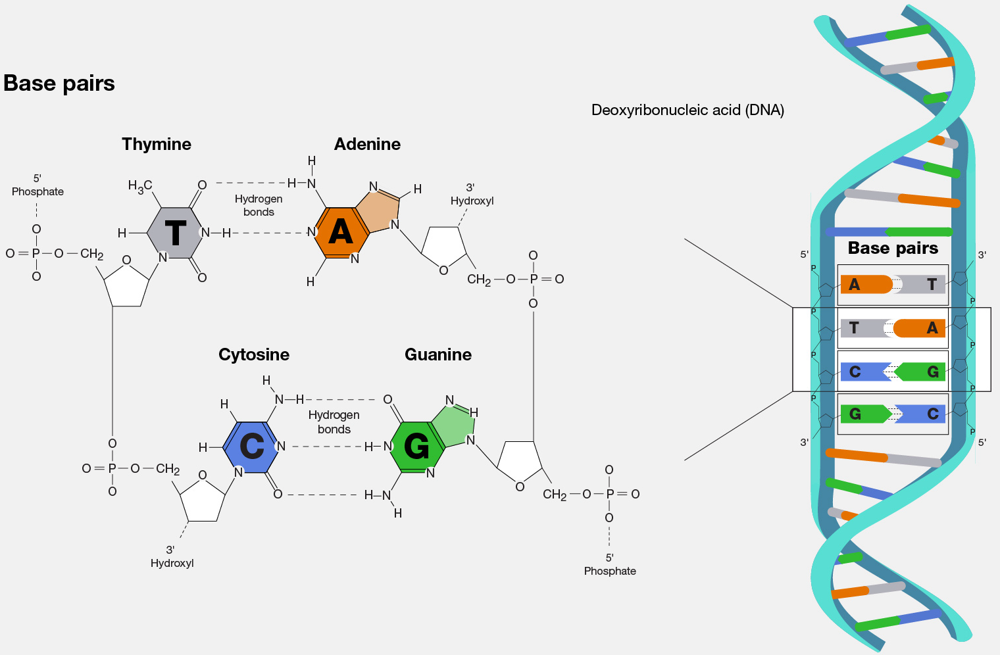 Base pairs
Deoxyribonucleic acid (DNA)
Thymine
Adenine
5'
Phosphate
O
O=P—O—CH2
O
H3C
O
H
T
N—H
N
O
O
Hydrogen
bonds
H
H—N
N
H
N
A
N
N
H
3'
Hydroxyl
O
CH2—O—P=O
O
O
Cytosine
Guanine
O
O=P—O—CH2
O
H
N—H
H
H
C
N
N
O
O
3'
Hydroxyl
Hydrogen
bonds
O
N
H
H—N
G
N
N
H—N
H
O
CH2—O—P=O
O
O
5'
Phosphate
5'
Base pairs
3'
P
A
T
P
P
T
A
P
P
C
G
P
P
G
C
P
3'
5'